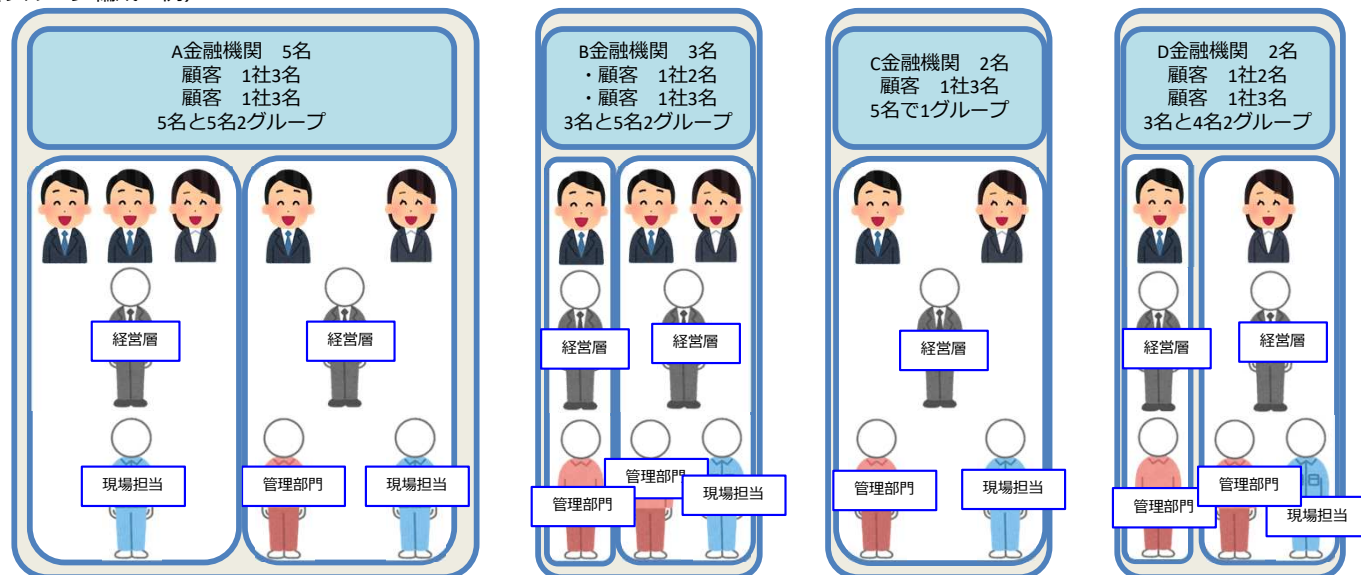 A金融機関　5名
顧客　1社3名
顧客　1社3名
5名と5名2グループ
B金融機関　3名
・顧客　1社2名
・顧客　1社3名
3名と5名2グループ
C金融機関　2名
顧客　1社3名
5名で1グループ
D金融機関　2名
顧客　1社2名
顧客　1社3名
3名と4名2グループ
経営層
経営層
経営層
経営層
経営層
経営層
経営層
現場担当
管理部門
現場担当
管理部門
管理部門
現場担当
管理部門
現場担当
管理部門
管理部門
現場担当